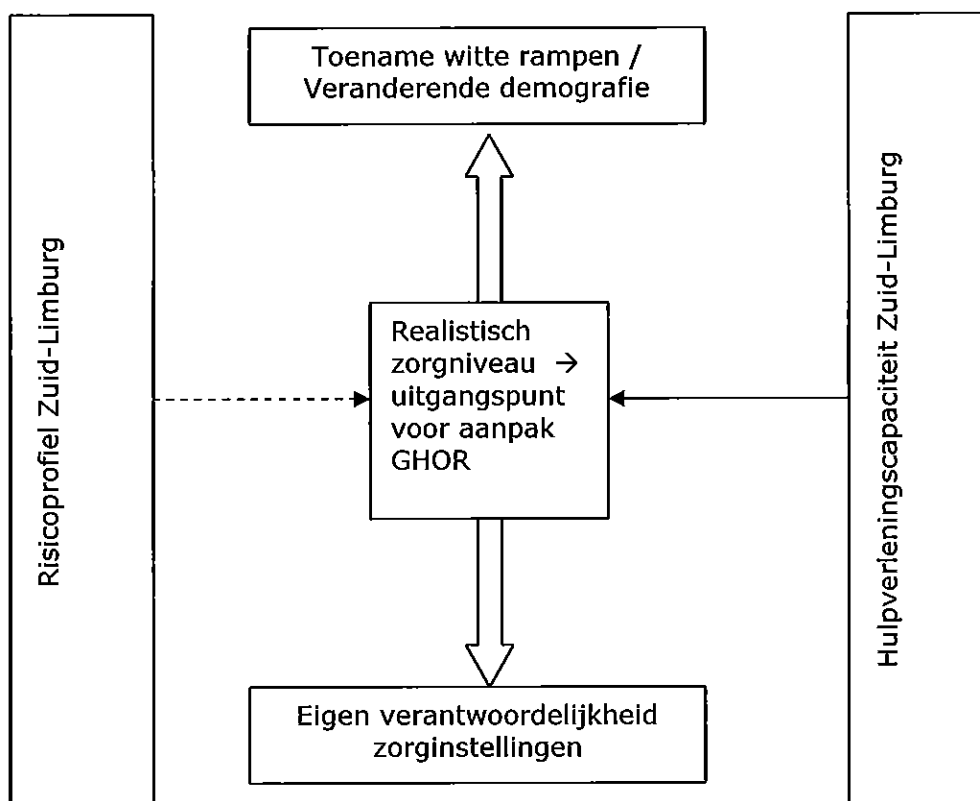 Toename witte rampen /
Veranderende demografie
Risicoprofiel Zuid-Limburg
Realistisch
zorgniveau →
uitgangspunt
voor aanpak
GHOR
Hulpverleningscapaciteit Zuid-Limburg
Eigen verantwoordelijkheid
zorginstellingen